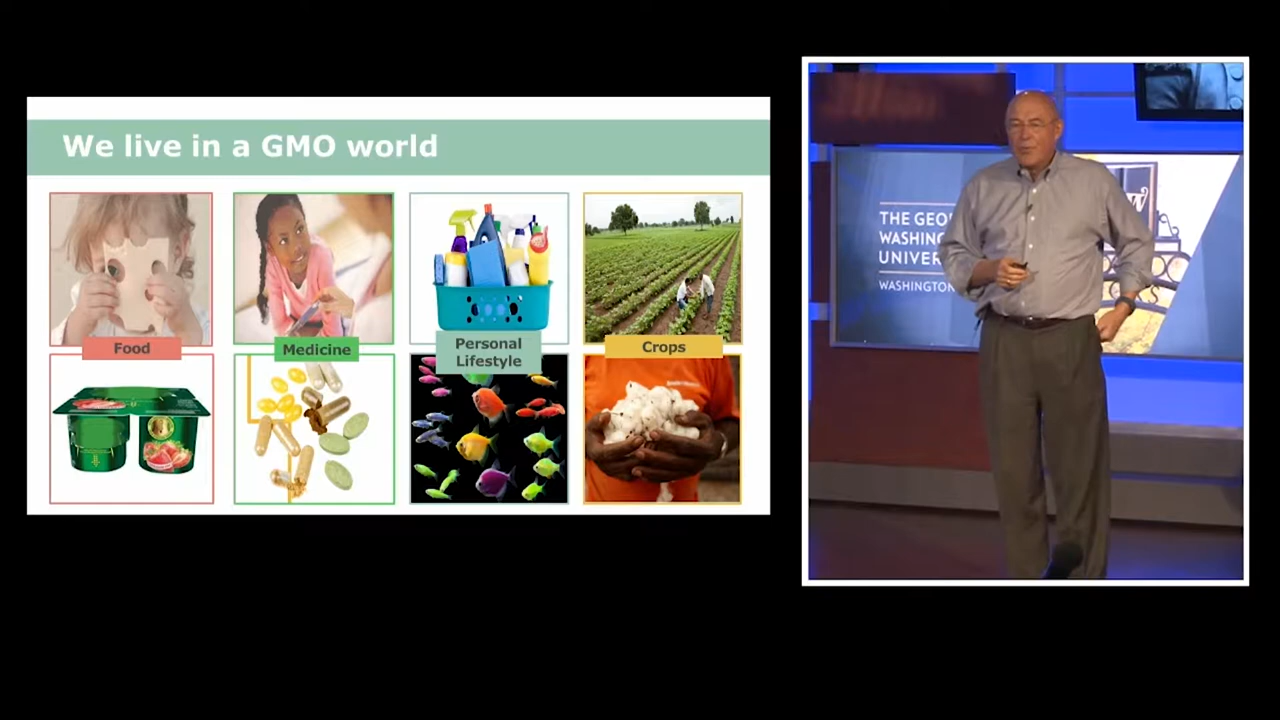 We live in a GMO world
Food
Medicine
Personal
Lifestyle
Crops
THE GEO
WASHING
UNIVER
WASHINGTON